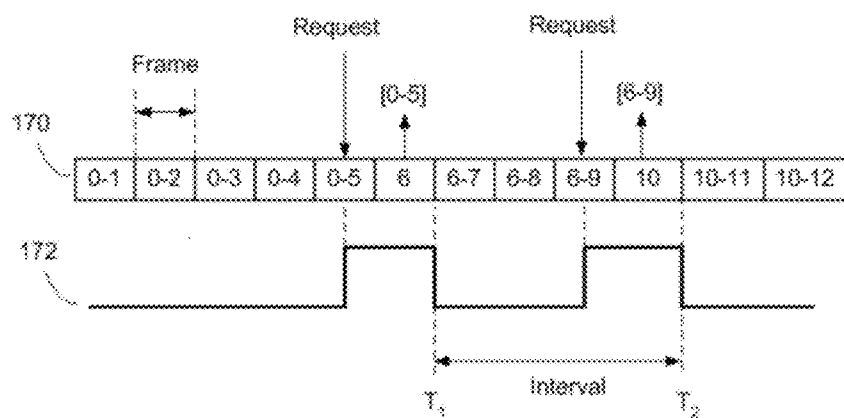 Request Request
Frame
[0-5] [6-9]
170
0-1 0-2 0-3 0-4 0-5 6 6-7 6-8 6-9 10 10-11 10-12
172
Interval
T1 T2